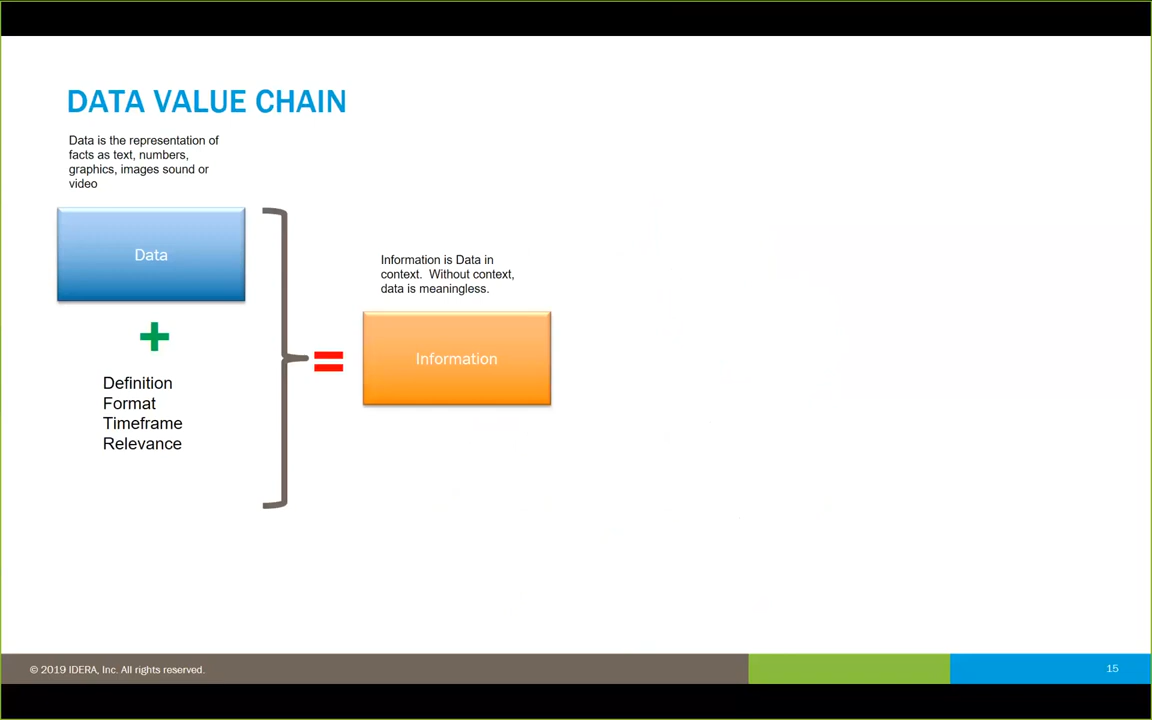 DATA VALUE CHAIN
Data is the representation of
facts as text, numbers,
graphics, images sound or
video
Data
+
Definition
Format
Timeframe
Relevance
=
Information is Data in
context.  Without context,
data is meaningless.
Information
© 2019 IDERA, Inc. All rights reserved.
15